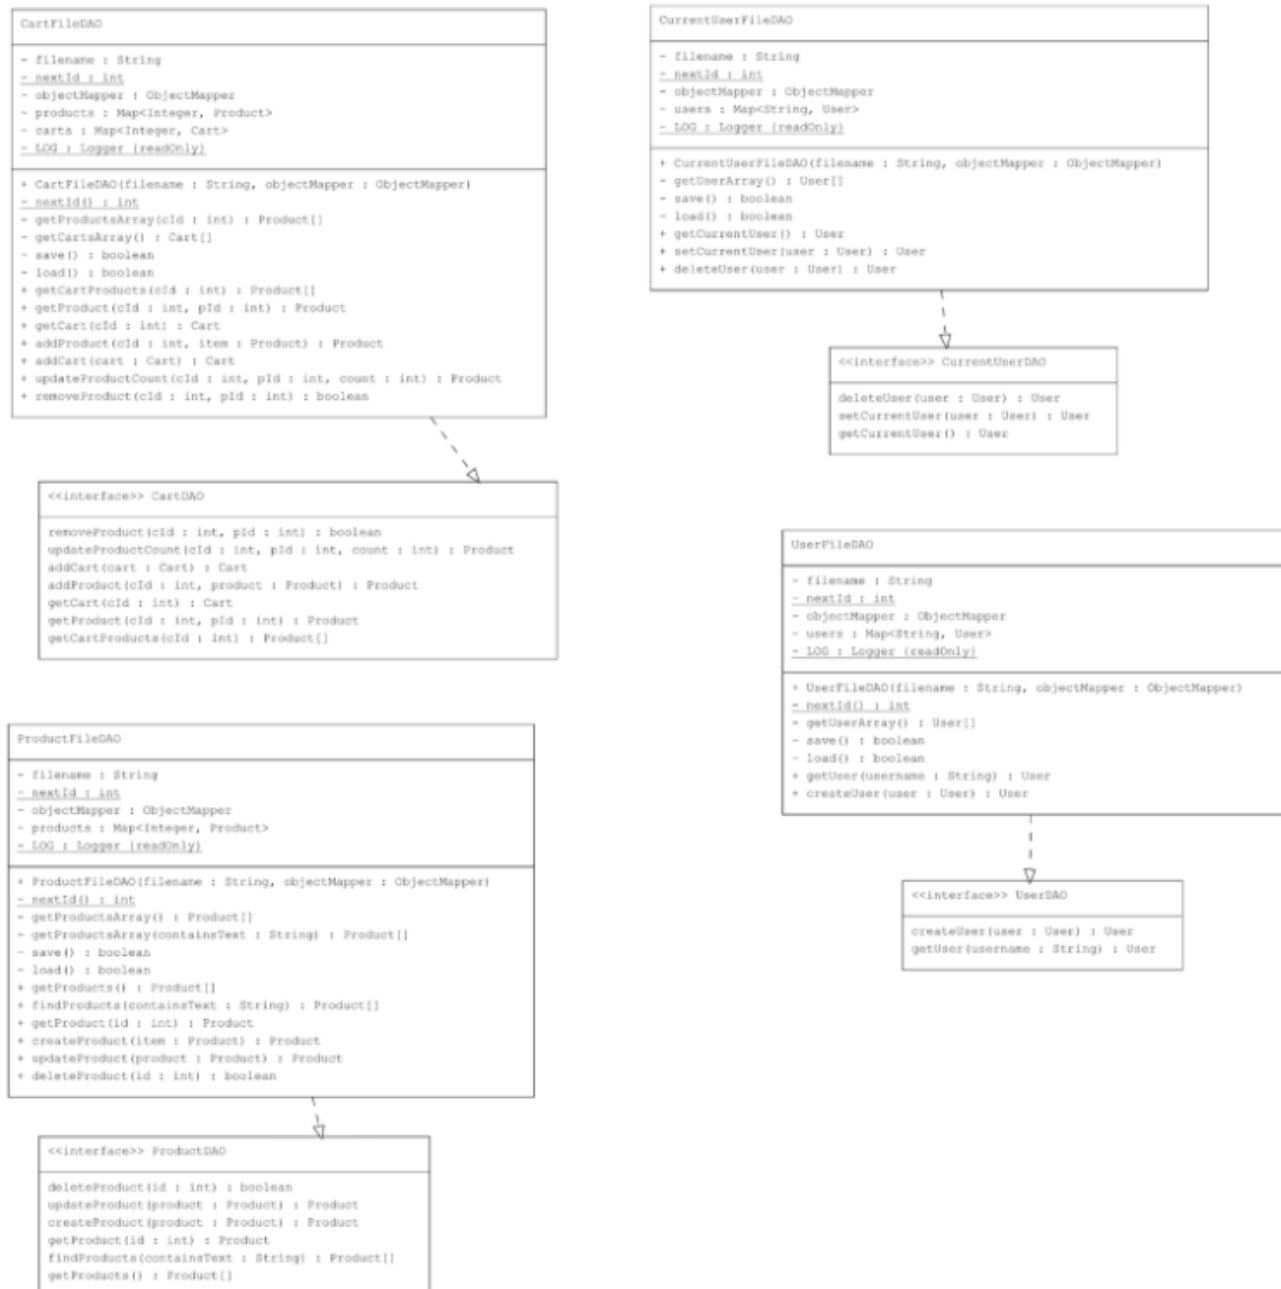 CartFileDAO
- filename : String
- nextId : int
- objectMapper : ObjectMapper
- products : Map<Integer, Product>
- carts : Map<Integer, Cart>
- LOG : Logger {readOnly}
+ CartFileDAO(filename : String, objectMapper : ObjectMapper)
- nextId() : int
- getProductsArray(cId : int) : Product[]
- getCartsArray() : Cart[]
- save() : boolean
- load() : boolean
+ getCartProducts(cId : int) : Product[]
+ getProduct(cId : int, pId : int) : Product
+ getCart(cId : int) : Cart
+ addProduct(cId : int, item : Product) : Product
+ addCart(cart : Cart) : Cart
+ updateProductCount(cId : int, pId : int, count : int) : Product
+ removeProduct(cId : int, pId : int) : boolean
<<interface>> CartDAO
removeProduct(cId : int, pId : int) : boolean
updateProductCount(cId : int, pId : int, count : int) : Product
addCart(cart : Cart) : Cart
addProduct(cId : int, product : Product) : Product
getCart(cId : int) : Cart
getProduct(cId : int, pId : int) : Product
getCartProducts(cId : int) : Product[]
ProductFileDAO
- filename : String
- nextId : int
- objectMapper : ObjectMapper
- products : Map<Integer, Product>
- LOG : Logger {readOnly}
+ ProductFileDAO(filename : String, objectMapper : ObjectMapper)
- nextId() : int
- getProductsArray() : Product[]
- getProductsArray(containsText : String) : Product[]
- save() : boolean
- load() : boolean
+ getProducts() : Product[]
+ findProducts(containsText : String) : Product[]
+ getProduct(id : int) : Product
+ createProduct(item : Product) : Product
+ updateProduct(product : Product) : Product
+ deleteProduct(id : int) : boolean
<<interface>> ProductDAO
deleteProduct(id : int) : boolean
updateProduct(product : Product) : Product
createProduct(product : Product) : Product
getProduct(id : int) : Product
findProducts(containsText : String) : Product[]
getProducts() : Product[]
CurrentUserFileDAO
- filename : String
- nextId : int
- objectMapper : ObjectMapper
- users : Map<String, User>
- LOG : Logger {readOnly}
+ CurrentUserFileDAO(filename : String, objectMapper : ObjectMapper)
- getUserArray() : User[]
- save() : boolean
- load() : boolean
+ getCurrentUser() : User
+ setCurrentUser(user : User) : User
+ deleteUser(user : User) : User
<<interface>> CurrentUserDAO
deleteUser(user : User) : User
setCurrentUser(user : User) : User
getCurrentUser() : User
UserFileDAO
- filename : String
- nextId : int
- objectMapper : ObjectMapper
- users : Map<String, User>
- LOG : Logger {readOnly}
+ UserFileDAO(filename : String, objectMapper : ObjectMapper)
- nextId() : int
- getUserArray() : User[]
- save() : boolean
- load() : boolean
+ getUser(username : String) : User
+ createUser(user : User) : User
<<interface>> UserDAO
createUser(user : User) : User
getUser(username : String) : User